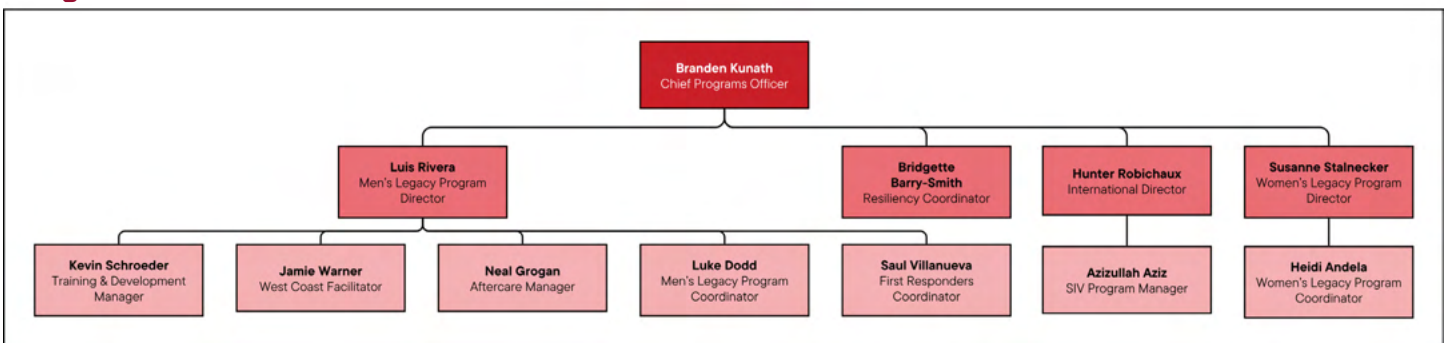 Branden Kunath
Chief Programs Officer
Luis Rivera
Men's Legacy Program
Director
Bridgette
Barry-Smith
Resiliency Coordinator
Hunter Robichaux
International Director
Susanne Stalnecker
Women's Legacy Program
Director
Kevin Schroeder
Training & Development
Manager
Jamie Warner
West Coast Facilitator
Neal Grogan
Aftercare Manager
Luke Dodd
Men's Legacy Program
Coordinator
Saul Villanueva
First Responders
Coordinator
Azizullah Aziz
SIV Program Manager
Heidi Andela
Women's Legacy Program
Coordinator